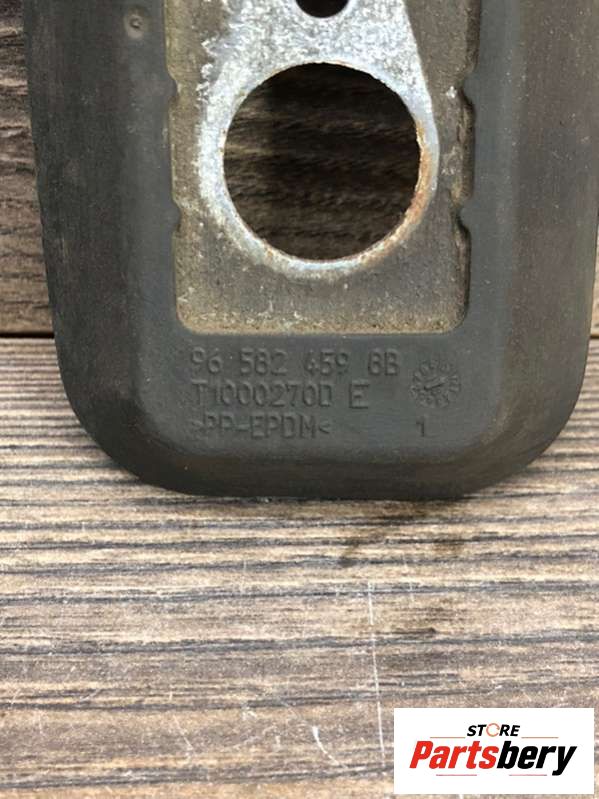 96 582 459 8B
T1000270D E
>PP-EPDM< 1
STORE
Partsbery